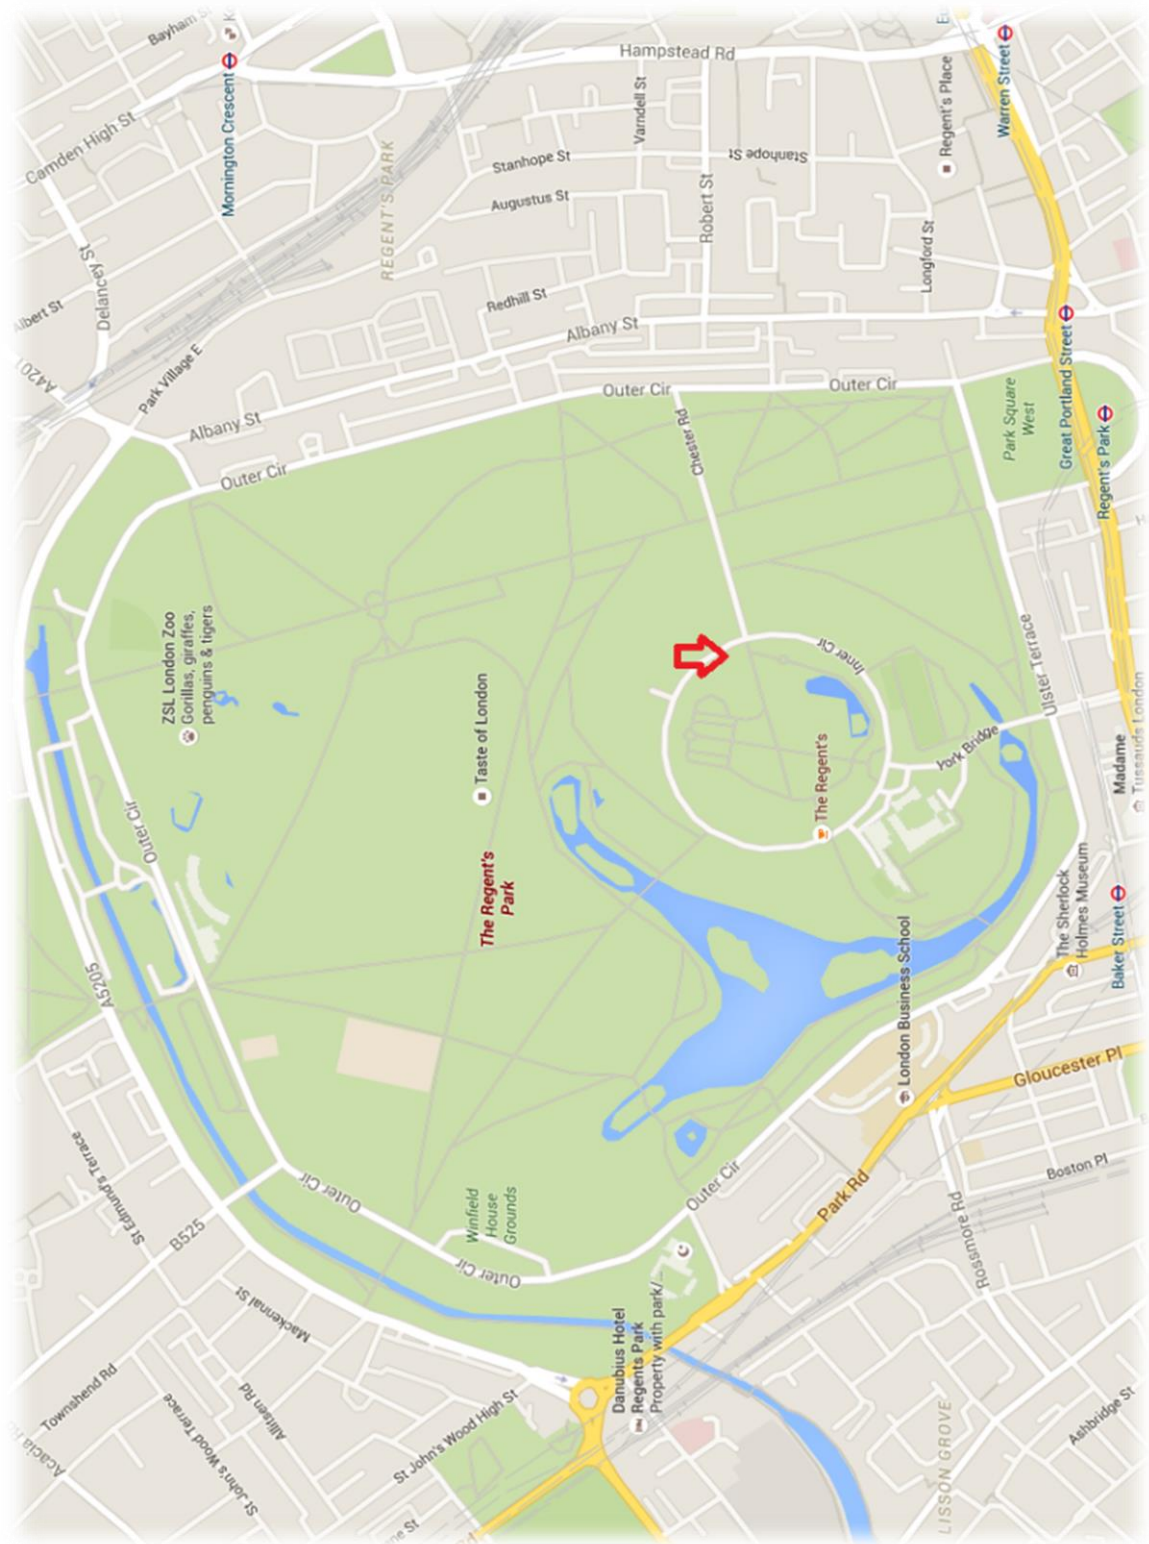 Bayham S
Mornington Crescent
Camden High St
Hampstead Rd
Warren Street
Regent's Place
Varndell St
Stanhope St
Stanhope St
REGENT'S PARK
Augustus St
Robert St
Longford St
Delancey St
Albert St
Redhill St
Albany St
Park Village E
Great Portland Street
Outer Cir
Outer Cir
Park Square
West
Regent's Park
Albany St
Outer Cir
Chester Rd
ZSL London Zoo
Gorillas, giraffes,
penguins & tigers
Inner Cir
Ulster Terrace
Taste of London
York Bridge
The Regent's
Madame
Tussauds London
Outer Cir
The Regent's
Park
The Sherlock
Holmes Museum
Baker Street
A5205
London Business School
Gloucester Pl
St Edmund's Terrace
B525
Outer Cir
Winfield
House
Grounds
Outer Cir
Outer Cir
Outer Cir
Park Rd
Boston Pl
Rossmore Rd
Mackennal St
Danubius Hotel
Regents Park
Property with park/...
Townshend Rd
Allitsen Rd
St John's Wood Terrace
St John's Wood High St
Acacia R
Ashbridge St
LISSON GROVE
ne St